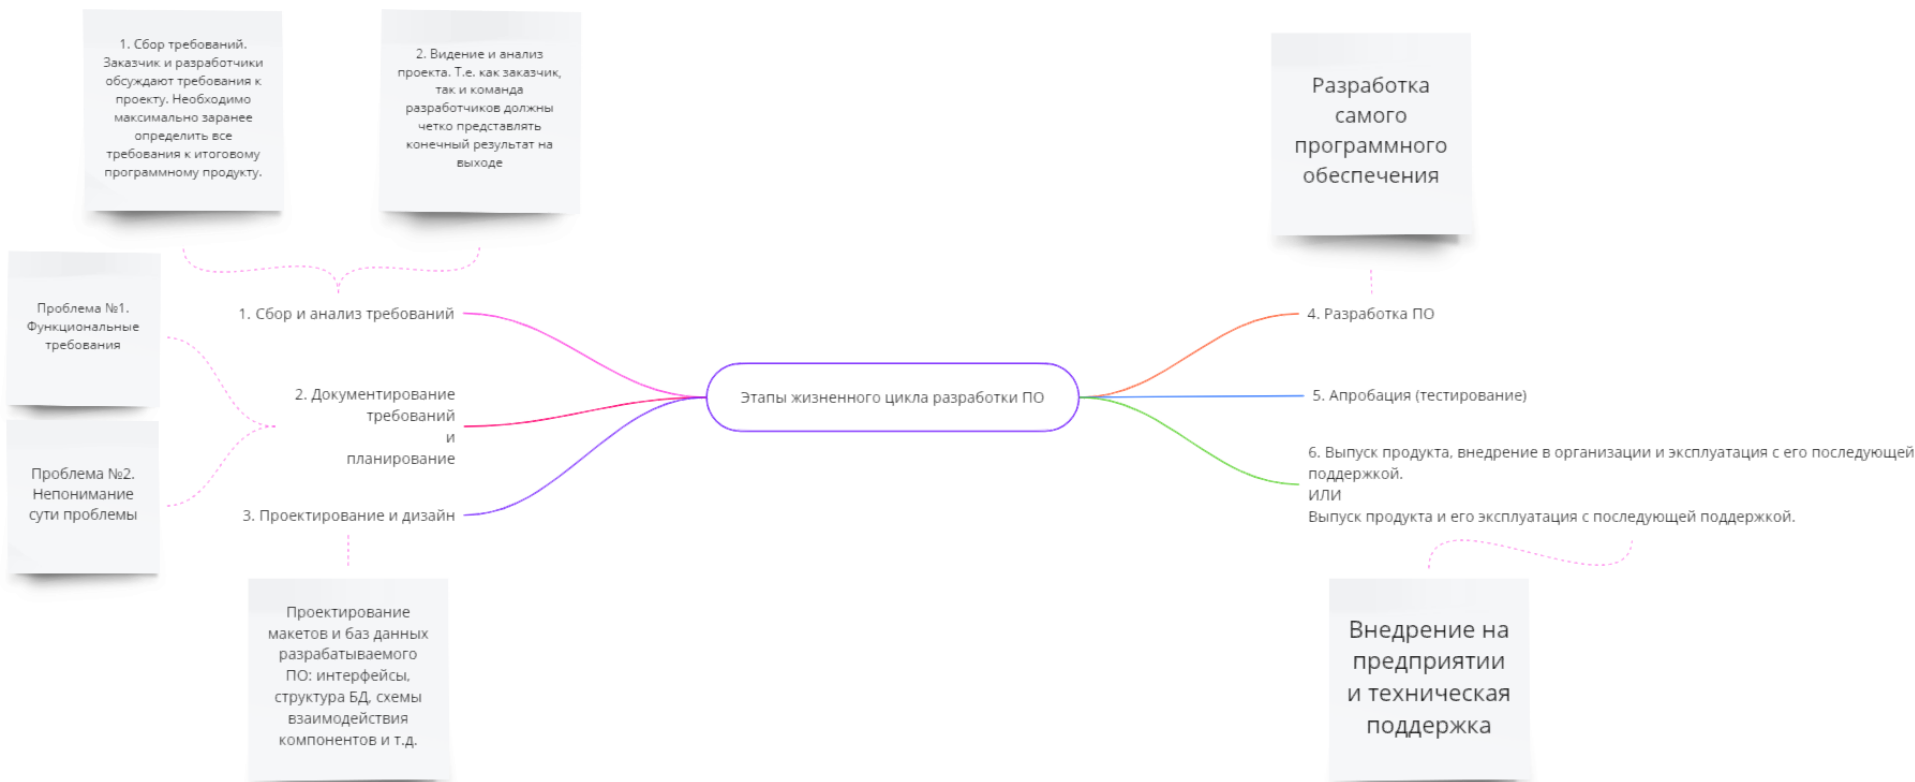 1. Сбор требований.
Заказчик и разработчики
обсуждают требования к
проекту. Необходимо
максимально заранее
определить все
требования к итоговому
программному продукту.
2. Видение и анализ
проекта. Т.е. как заказчик,
так и команда
разработчиков должны
четко представлять
конечный результат на
выходе
Разработка
самого
программного
обеспечения
Проблема №1.
Функциональные
требования
Проблема №2.
Непонимание
сути проблемы
1. Сбор и анализ требований
2. Документирование
требований
и
планирование
3. Проектирование и дизайн
Этапы жизненного цикла разработки ПО
4. Разработка ПО
5. Апробация (тестирование)
6. Выпуск продукта, внедрение в организации и эксплуатация с его последующей
поддержкой.
ИЛИ
Выпуск продукта и его эксплуатация с последующей поддержкой.
Проектирование
макетов и баз данных
разрабатываемого
ПО: интерфейсы,
структура БД, схемы
взаимодействия
компонентов и т.д.
Внедрение на
предприятии
и техническая
поддержка